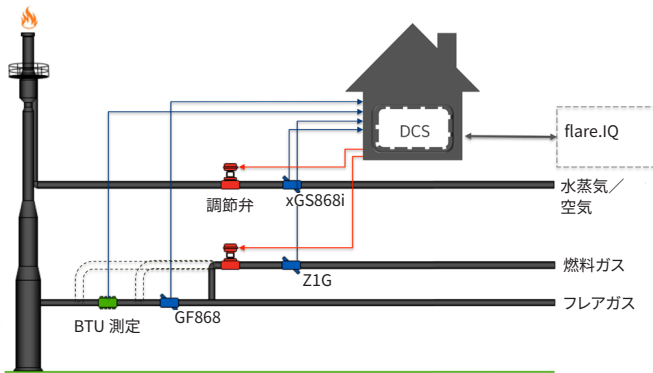 DCS
flare.IQ
水蒸気／
空気
調節弁
xGS868i
燃料ガス
Z1G
フレアガス
BTU 測定
GF868